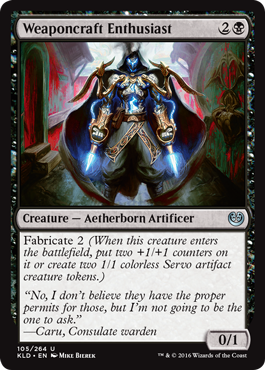 Weaponcraft Enthusiast 2
Creature — Aetherborn Artificer
Fabricate 2 (When this creature enters
the battlefield, put two +1/+1 counters on
it or create two 1/1 colorless Servo artifact
creature tokens.)
“No, I don’t believe they have the proper
permits for those, but I’m not going to be the
one to ask.”
—Caru, Consulate warden
0/1
105/264 U
KLD • EN Mike Bierek
™ & © 2016 Wizards of the Coast